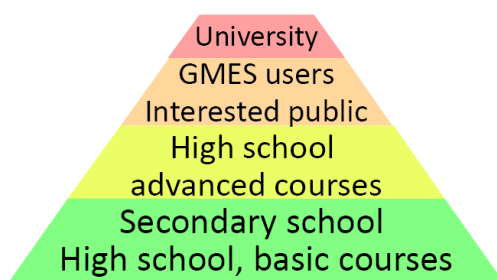 University
GMES users
Interested public
High school
advanced courses
Secondary school
High school, basic courses